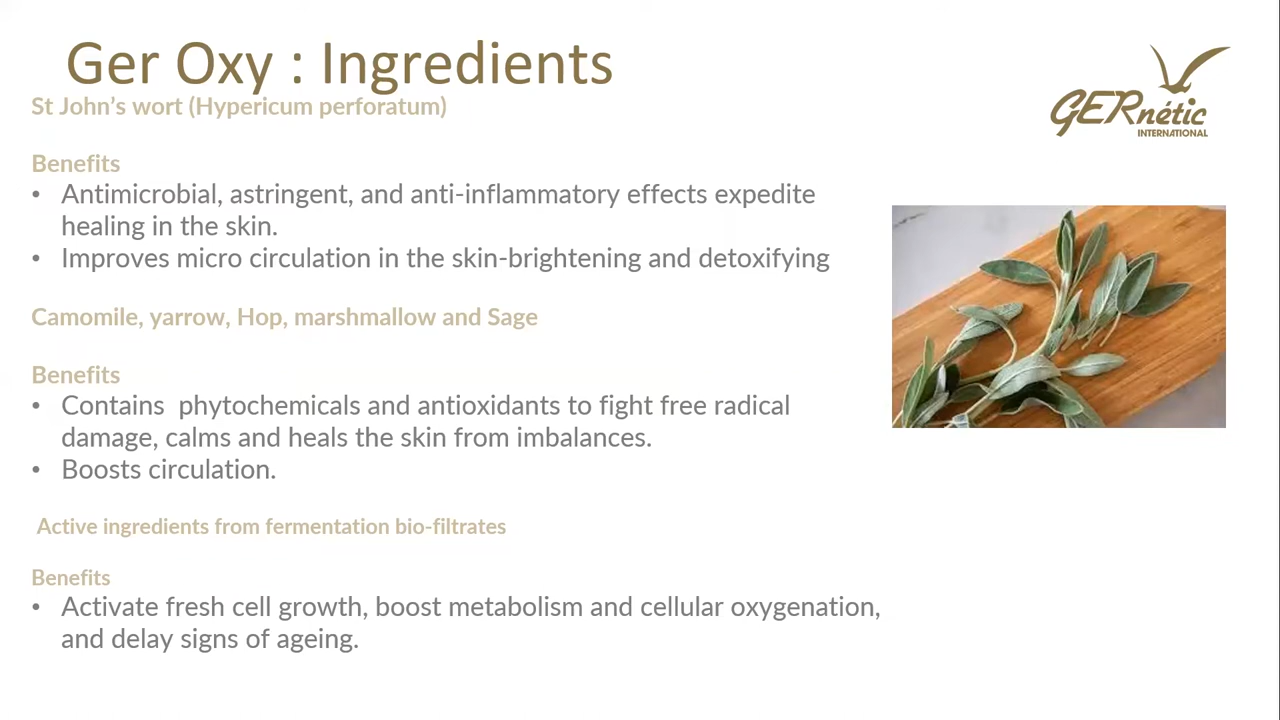 Ger Oxy : Ingredients
St John’s wort (Hypericum perforatum)
GERnétic
INTERNATIONAL
Benefits
• Antimicrobial, astringent, and anti-inflammatory effects expedite
healing in the skin.
• Improves micro circulation in the skin-brightening and detoxifying
Camomile, yarrow, Hop, marshmallow and Sage
Benefits
• Contains  phytochemicals and antioxidants to fight free radical
damage, calms and heals the skin from imbalances.
• Boosts circulation.
Active ingredients from fermentation bio-filtrates
Benefits
• Activate fresh cell growth, boost metabolism and cellular oxygenation,
and delay signs of ageing.